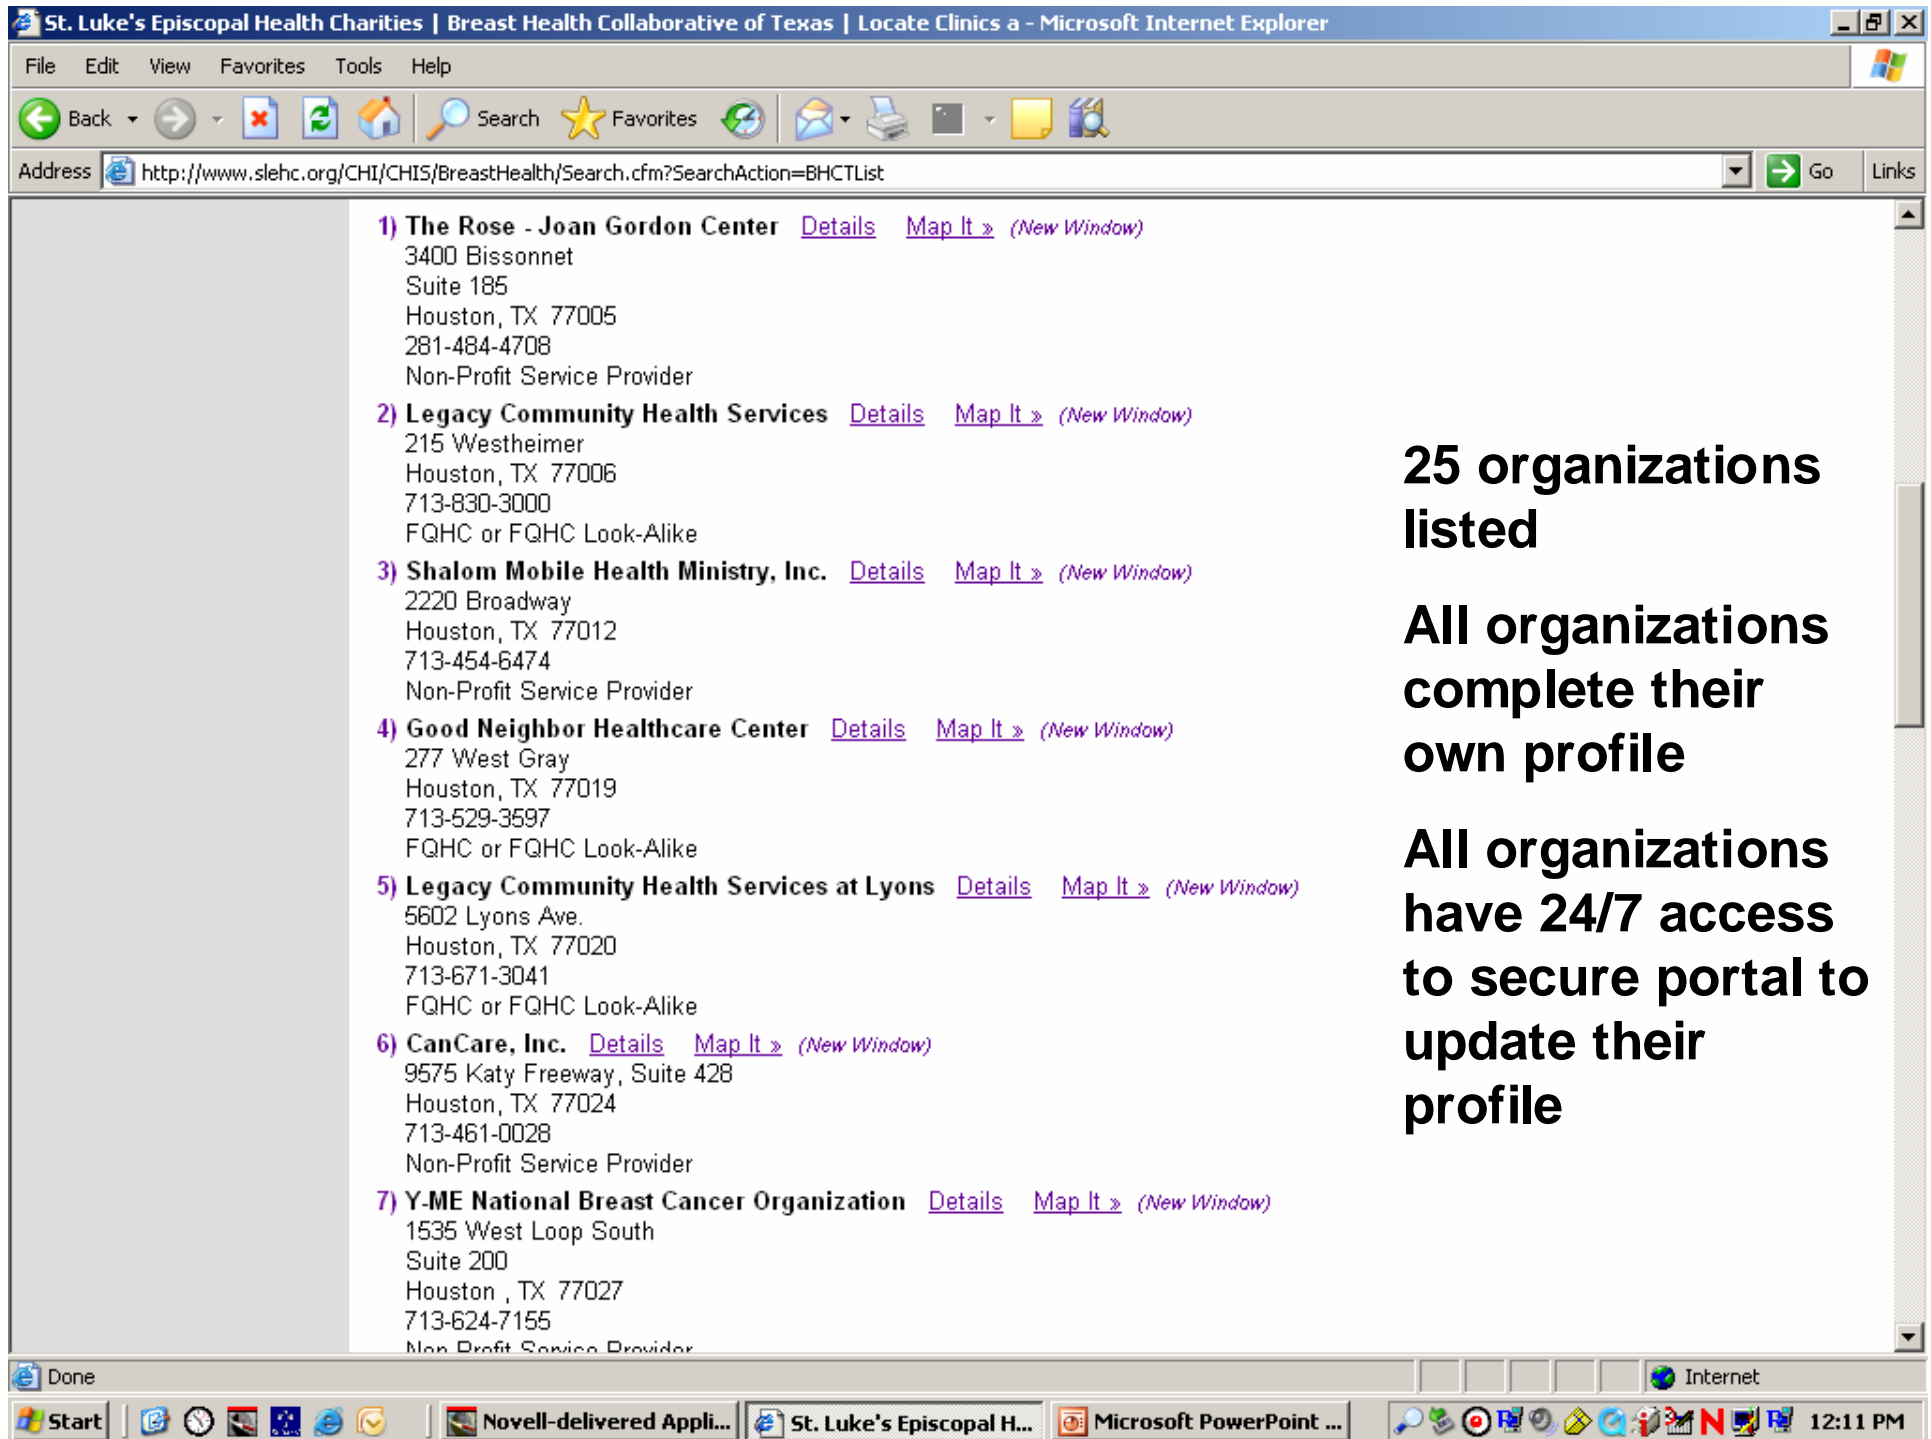 St. Luke's Episcopal Health Charities | Breast Health Collaborative of Texas | Locate Clinics a - Microsoft Internet Explorer
File Edit View Favorites Tools Help
Back Search Favorites
Address http://www.slehc.org/CHI/CHIS/BreastHealth/Search.cfm?SearchAction=BHCTList Go Links
1) The Rose - Joan Gordon Center Details Map It » (New Window)
3400 Bissonnet
Suite 185
Houston, TX 77005
281-484-4708
Non-Profit Service Provider
2) Legacy Community Health Services Details Map It » (New Window)
215 Westheimer
Houston, TX 77006
713-830-3000
FQHC or FQHC Look-Alike
3) Shalom Mobile Health Ministry, Inc. Details Map It » (New Window)
2220 Broadway
Houston, TX 77012
713-454-6474
Non-Profit Service Provider
4) Good Neighbor Healthcare Center Details Map It » (New Window)
277 West Gray
Houston, TX 77019
713-529-3597
FQHC or FQHC Look-Alike
5) Legacy Community Health Services at Lyons Details Map It » (New Window)
5602 Lyons Ave.
Houston, TX 77020
713-671-3041
FQHC or FQHC Look-Alike
6) CanCare, Inc. Details Map It » (New Window)
9575 Katy Freeway, Suite 428
Houston, TX 77024
713-461-0028
Non-Profit Service Provider
7) Y-ME National Breast Cancer Organization Details Map It » (New Window)
1535 West Loop South
Suite 200
Houston , TX 77027
713-624-7155
Non-Profit Service Provider
25 organizations
listed
All organizations
complete their
own profile
All organizations
have 24/7 access
to secure portal to
update their
profile
Done Internet
Start Novell-delivered Appli... St. Luke's Episcopal H... Microsoft PowerPoint ... 12:11 PM